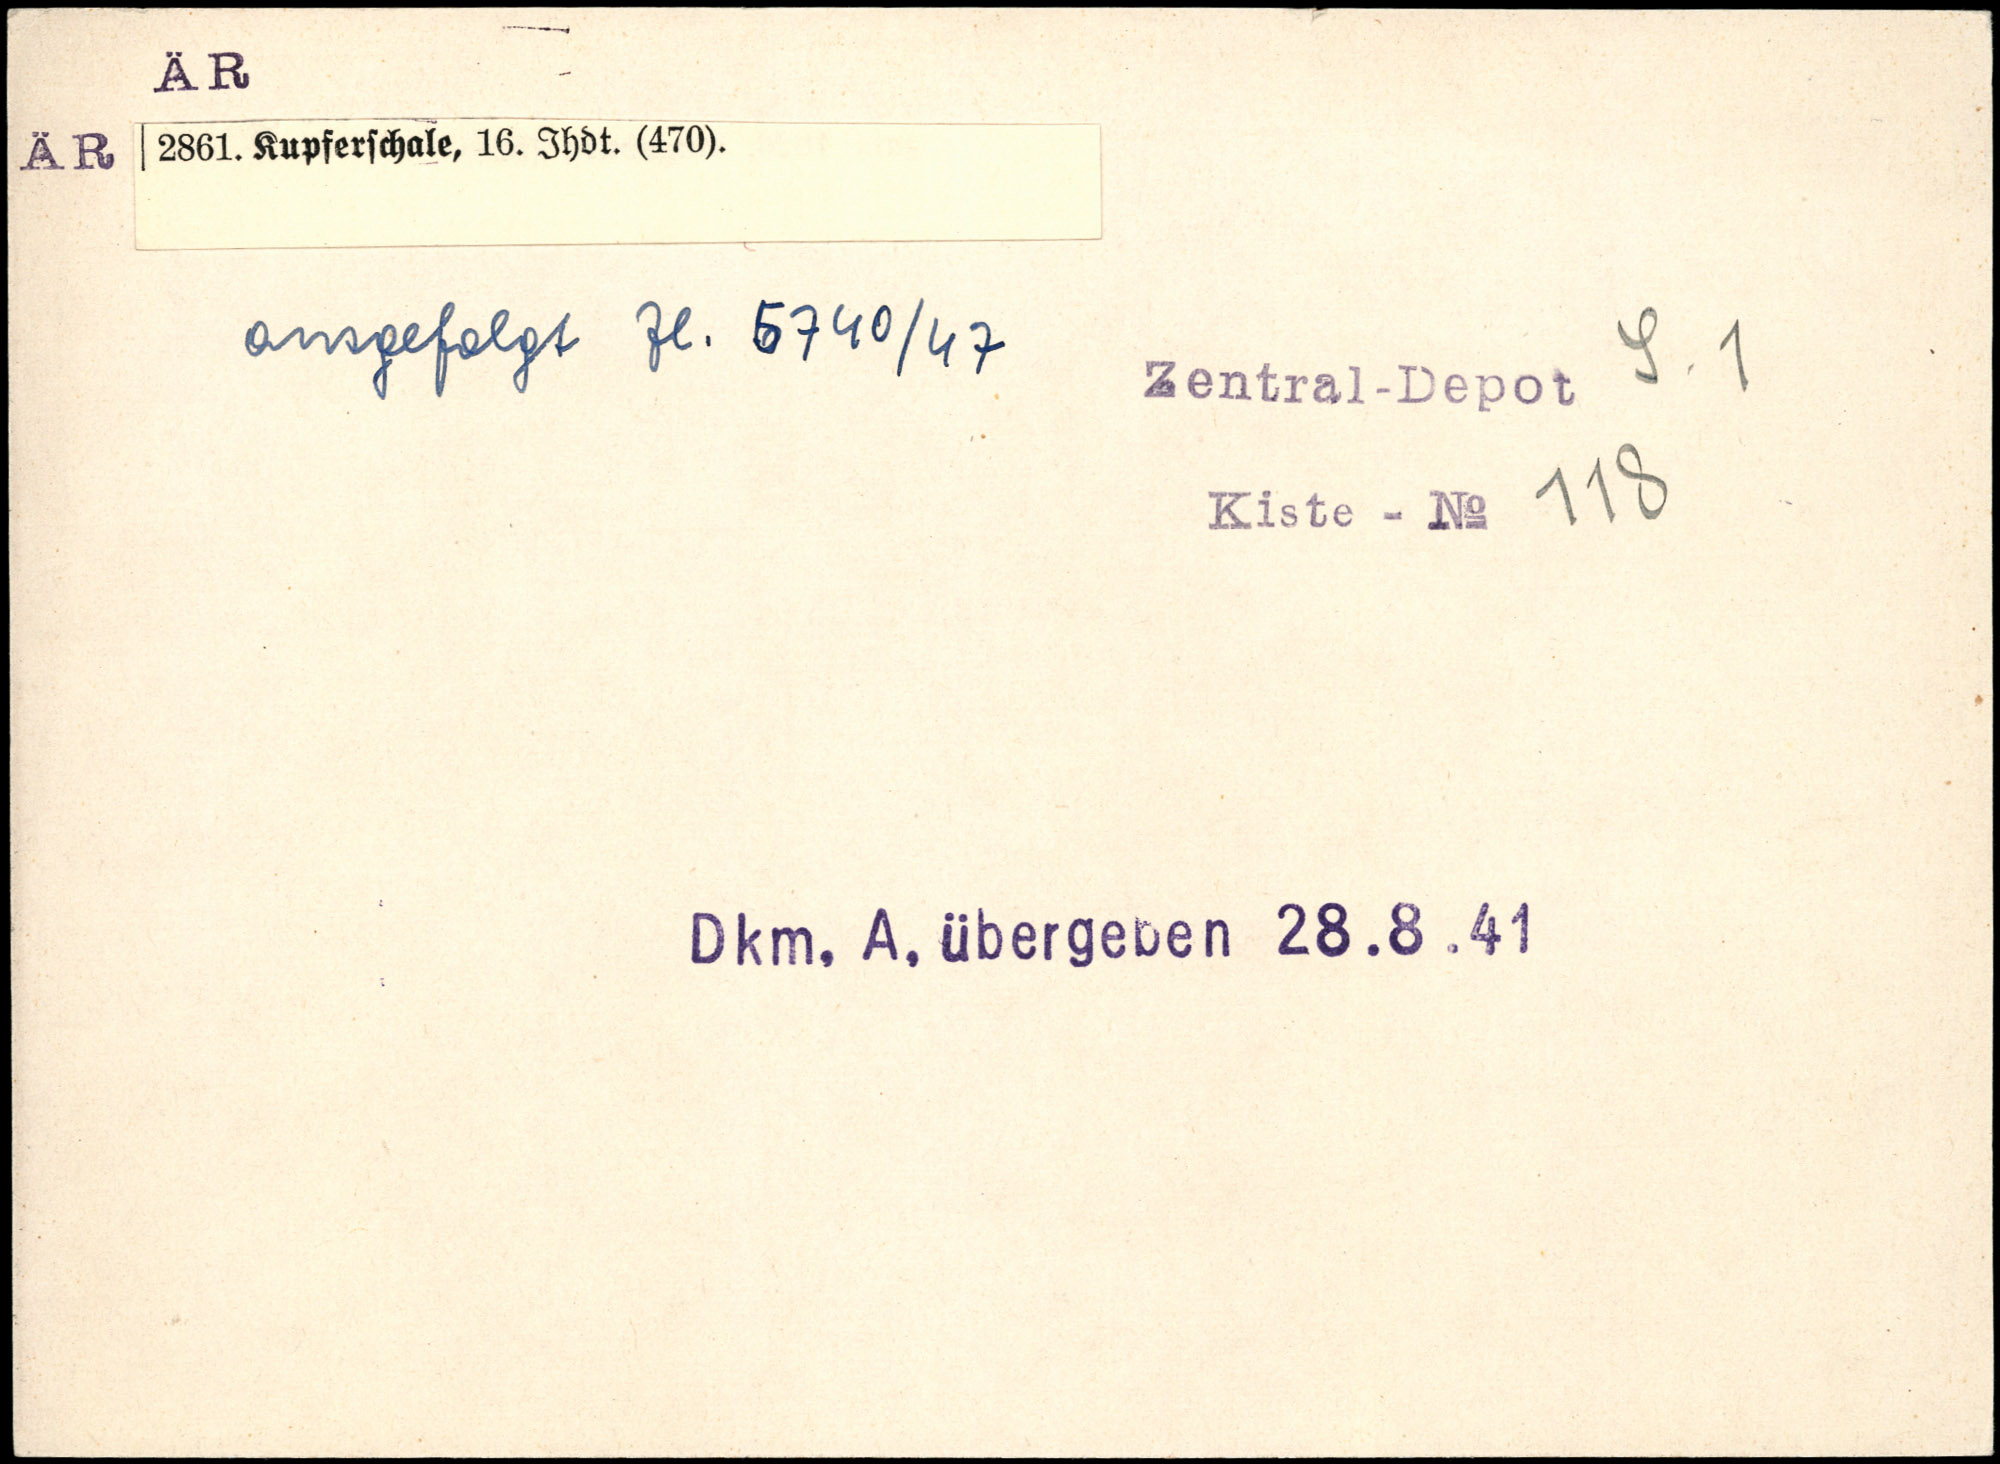 ÄR
ÄR 2861. Kupferſchale, 16. Jhdt. (470).
ausgefolgt Zl. 5740/47
Zentral-Depot S. 1
Kiste - № 118
Dkm. A. übergeben 28.8.41